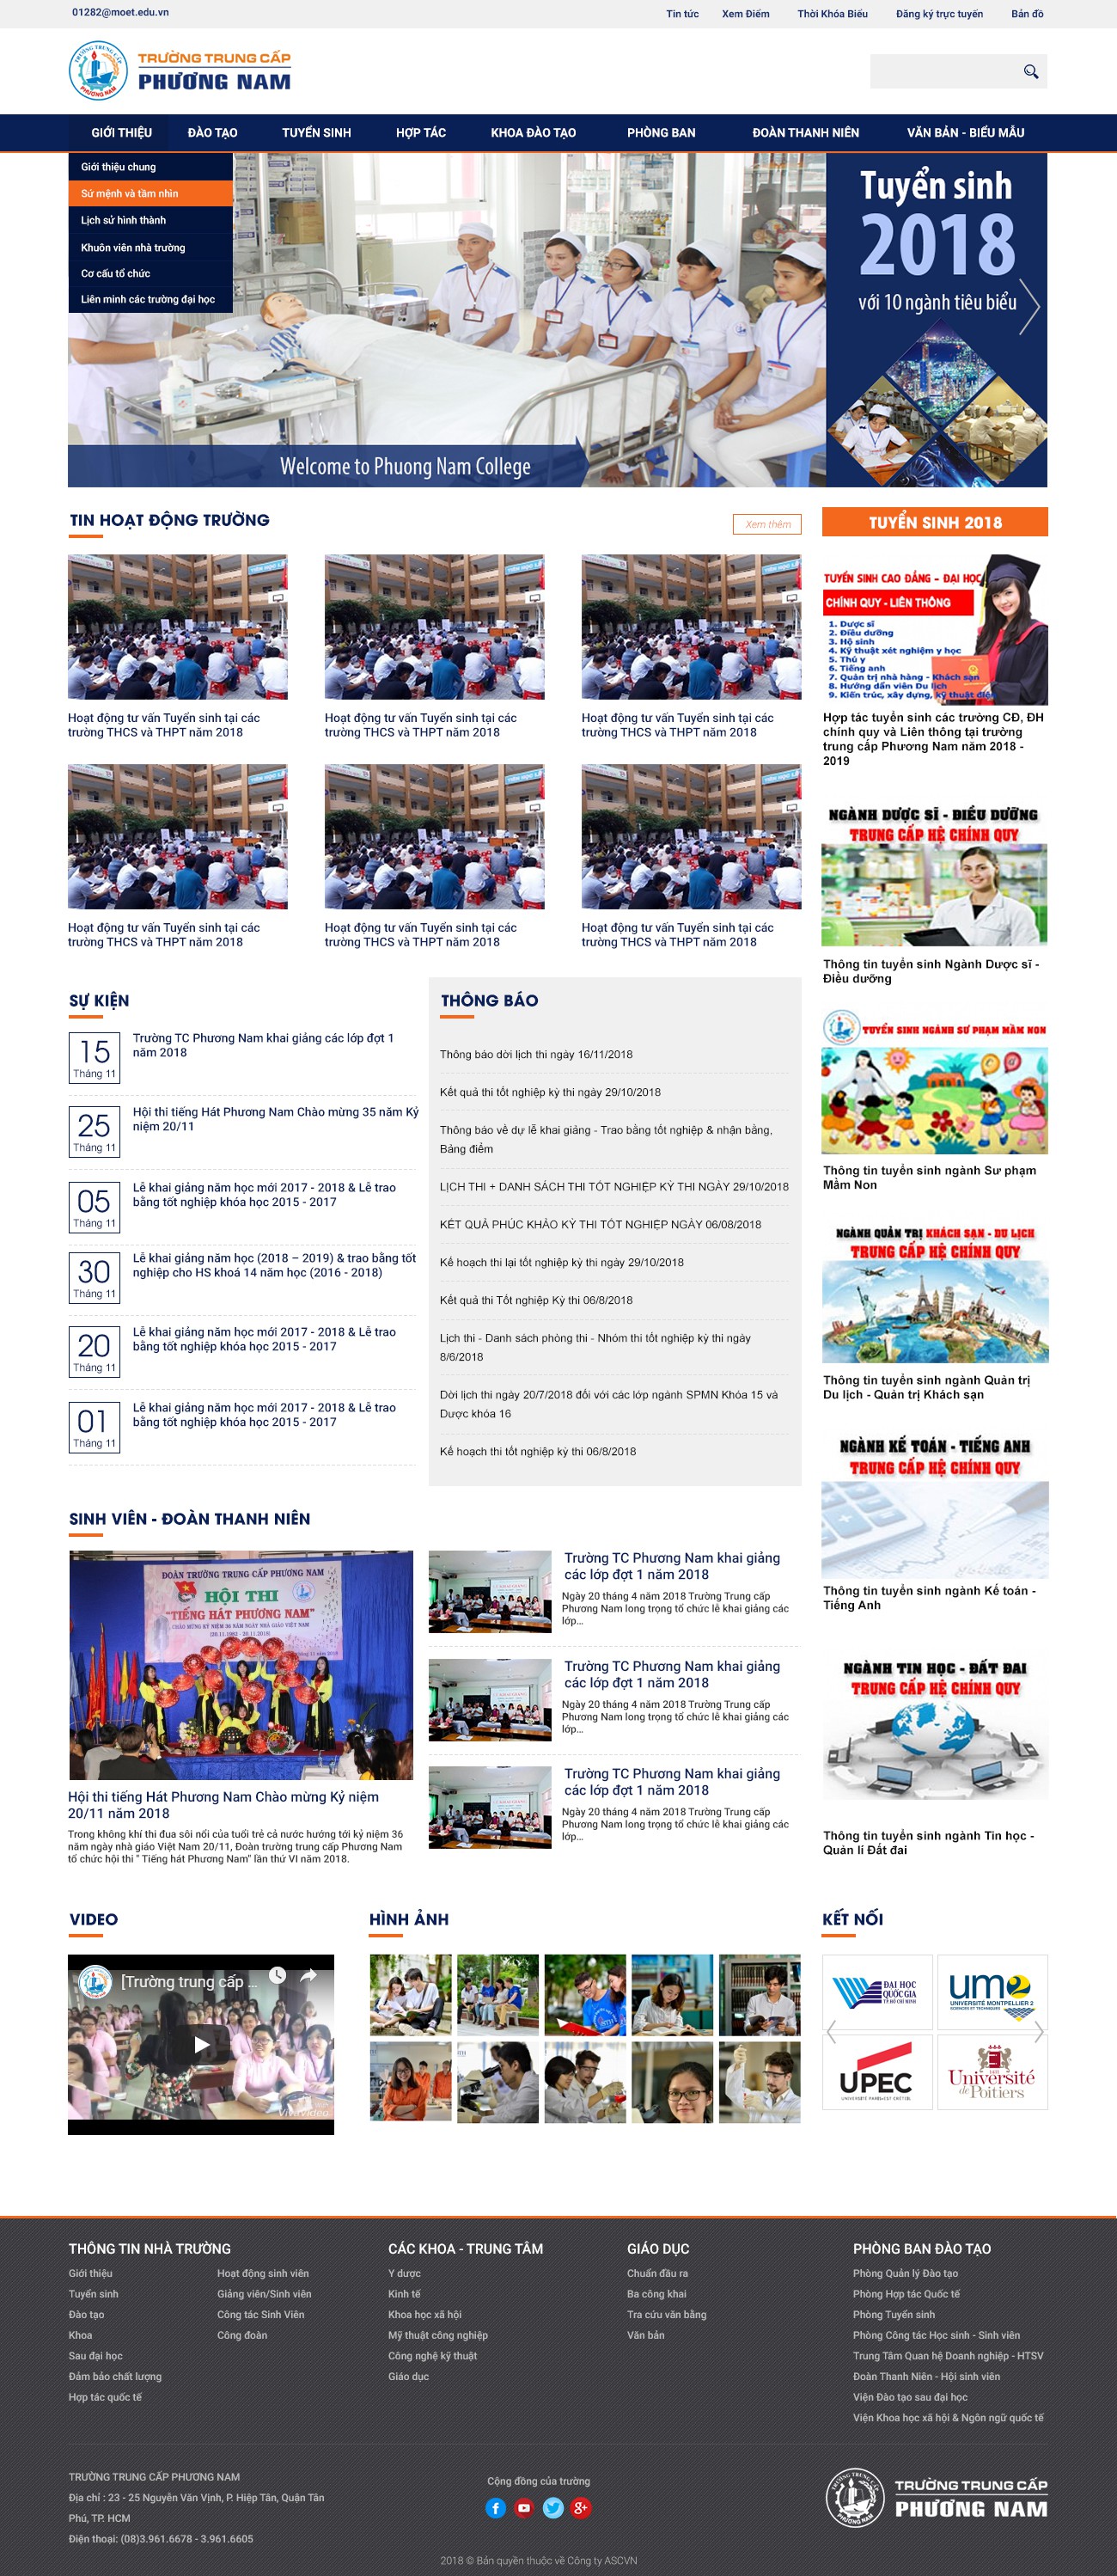 01282@moet.edu.vn
Tin tức Xem Điểm Thời Khóa Biểu Đăng ký trực tuyến Bản đồ
TRƯỜNG TRUNG CẤP
PHƯƠNG NAM
GIỚI THIỆU ĐÀO TẠO TUYỂN SINH HỢP TÁC KHOA ĐÀO TẠO PHÒNG BAN ĐOÀN THANH NIÊN VĂN BẢN - BIỂU MẪU
Giới thiệu chung
Sứ mệnh và tầm nhìn
Lịch sử hình thành
Khuôn viên nhà trường
Cơ cấu tổ chức
Liên minh các trường đại học
Tuyển sinh
2018
với 10 ngành tiêu biểu
Welcome to Phuong Nam College
TIN HOẠT ĐỘNG TRƯỜNG
Xem thêm
Hoạt động tư vấn Tuyển sinh tại các
trường THCS và THPT năm 2018
Hoạt động tư vấn Tuyển sinh tại các
trường THCS và THPT năm 2018
Hoạt động tư vấn Tuyển sinh tại các
trường THCS và THPT năm 2018
Hoạt động tư vấn Tuyển sinh tại các
trường THCS và THPT năm 2018
Hoạt động tư vấn Tuyển sinh tại các
trường THCS và THPT năm 2018
Hoạt động tư vấn Tuyển sinh tại các
trường THCS và THPT năm 2018
TUYỂN SINH 2018
TUYỂN SINH CAO ĐẲNG - ĐẠI HỌC
CHÍNH QUY - LIÊN THÔNG
1. Dược sĩ
2. Điều dưỡng
3. Hộ sinh
4. Kỹ thuật xét nghiệm y học
5. Thú y
6. Tiếng anh
7. Quản trị nhà hàng - Khách sạn
8. Hướng dẫn viên Du lịch
9. Kiến trúc, xây dựng, kỹ thuật điện
Hợp tác tuyển sinh các trường CĐ, ĐH
chính quy và Liên thông tại trường
trung cấp Phương Nam năm 2018 -
2019
NGÀNH DƯỢC SĨ - ĐIỀU DƯỠNG
TRUNG CẤP HỆ CHÍNH QUY
Thông tin tuyển sinh Ngành Dược sĩ -
Điều dưỡng
TUYỂN SINH NGÀNH SƯ PHẠM MẦM NON
Thông tin tuyển sinh ngành Sư phạm
Mầm Non
NGÀNH QUẢN TRỊ KHÁCH SẠN - DU LỊCH
TRUNG CẤP HỆ CHÍNH QUY
Thông tin tuyển sinh ngành Quản trị
Du lịch - Quản trị Khách sạn
NGÀNH KẾ TOÁN - TIẾNG ANH
TRUNG CẤP HỆ CHÍNH QUY
Thông tin tuyển sinh ngành Kế toán -
Tiếng Anh
NGÀNH TIN HỌC - ĐẤT ĐAI
TRUNG CẤP HỆ CHÍNH QUY
Thông tin tuyển sinh ngành Tin học -
Quản lí Đất đai
SỰ KIỆN
15
Tháng 11
Trường TC Phương Nam khai giảng các lớp đợt 1
năm 2018
25
Tháng 11
Hội thi tiếng Hát Phương Nam Chào mừng 35 năm Kỷ
niệm 20/11
05
Tháng 11
Lễ khai giảng năm học mới 2017 - 2018 & Lễ trao
bằng tốt nghiệp khóa học 2015 - 2017
30
Tháng 11
Lễ khai giảng năm học (2018 – 2019) & trao bằng tốt
nghiệp cho HS khoá 14 năm học (2016 - 2018)
20
Tháng 11
Lễ khai giảng năm học mới 2017 - 2018 & Lễ trao
bằng tốt nghiệp khóa học 2015 - 2017
01
Tháng 11
Lễ khai giảng năm học mới 2017 - 2018 & Lễ trao
bằng tốt nghiệp khóa học 2015 - 2017
THÔNG BÁO
Thông báo dời lịch thi ngày 16/11/2018
Kết quả thi tốt nghiệp kỳ thi ngày 29/10/2018
Thông báo về dự lễ khai giảng - Trao bằng tốt nghiệp & nhận bằng,
Bảng điểm
LỊCH THI + DANH SÁCH THI TỐT NGHIỆP KỲ THI NGÀY 29/10/2018
KẾT QUẢ PHÚC KHẢO KỲ THI TỐT NGHIỆP NGÀY 06/08/2018
Kế hoạch thi lại tốt nghiệp kỳ thi ngày 29/10/2018
Kết quả thi Tốt nghiệp Kỳ thi 06/8/2018
Lịch thi - Danh sách phòng thi - Nhóm thi tốt nghiệp kỳ thi ngày
8/6/2018
Dời lịch thi ngày 20/7/2018 đối với các lớp ngành SPMN Khóa 15 và
Dược khóa 16
Kế hoạch thi tốt nghiệp kỳ thi 06/8/2018
SINH VIÊN - ĐOÀN THANH NIÊN
ĐOÀN TRƯỜNG TRUNG CẤP PHƯƠNG NAM
HỘI THI
"TIẾNG HÁT PHƯƠNG NAM"
Hội thi tiếng Hát Phương Nam Chào mừng Kỷ niệm
20/11 năm 2018
Trong không khí thi đua sôi nổi của tuổi trẻ cả nước hướng tới kỷ niệm 36
năm ngày nhà giáo Việt Nam 20/11, Đoàn trường trung cấp Phương Nam
tổ chức hội thi " Tiếng hát Phương Nam" lần thứ VI năm 2018.
Trường TC Phương Nam khai giảng
các lớp đợt 1 năm 2018
Ngày 20 tháng 4 năm 2018 Trường Trung cấp
Phương Nam long trọng tổ chức lễ khai giảng các
lớp...
Trường TC Phương Nam khai giảng
các lớp đợt 1 năm 2018
Ngày 20 tháng 4 năm 2018 Trường Trung cấp
Phương Nam long trọng tổ chức lễ khai giảng các
lớp...
Trường TC Phương Nam khai giảng
các lớp đợt 1 năm 2018
Ngày 20 tháng 4 năm 2018 Trường Trung cấp
Phương Nam long trọng tổ chức lễ khai giảng các
lớp...
VIDEO
[Trường trung cấp ...
VivaVideo
HÌNH ẢNH
KẾT NỐI
ĐẠI HỌC
QUỐC GIA
TP.HỒ CHÍ MINH
um2
UNIVERSITÉ MONTPELLIER 2
SCIENCES ET TECHNIQUES
UPEC
UNIVERSITÉ PARIS-EST CRÉTEIL
Université
de Poitiers
THÔNG TIN NHÀ TRƯỜNG
Giới thiệu
Tuyển sinh
Đào tạo
Khoa
Sau đại học
Đảm bảo chất lượng
Hợp tác quốc tế
Hoạt động sinh viên
Giảng viên/Sinh viên
Công tác Sinh Viên
Công đoàn
CÁC KHOA - TRUNG TÂM
Y dược
Kinh tế
Khoa học xã hội
Mỹ thuật công nghiệp
Công nghệ kỹ thuật
Giáo dục
GIÁO DỤC
Chuẩn đầu ra
Ba công khai
Tra cứu văn bằng
Văn bản
PHÒNG BAN ĐÀO TẠO
Phòng Quản lý Đào tạo
Phòng Hợp tác Quốc tế
Phòng Tuyển sinh
Phòng Công tác Học sinh - Sinh viên
Trung Tâm Quan hệ Doanh nghiệp - HTSV
Đoàn Thanh Niên - Hội sinh viên
Viện Đào tạo sau đại học
Viện Khoa học xã hội & Ngôn ngữ quốc tế
TRƯỜNG TRUNG CẤP PHƯƠNG NAM
Địa chỉ : 23 - 25 Nguyễn Văn Vịnh, P. Hiệp Tân, Quận Tân
Phú, TP. HCM
Điện thoại: (08)3.961.6678 - 3.961.6605
Cộng đồng của trường
TRƯỜNG TRUNG CẤP
PHƯƠNG NAM
2018 © Bản quyền thuộc về Công ty ASCVN